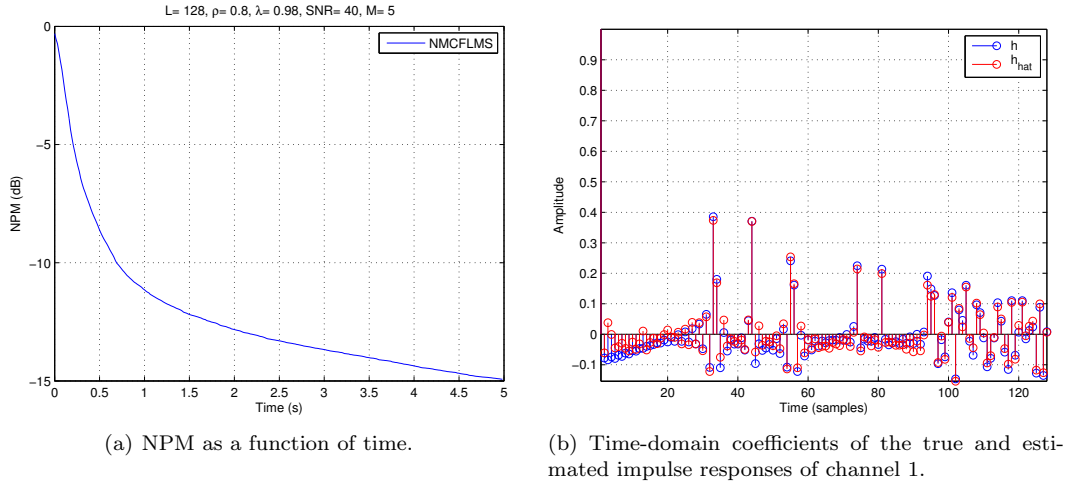 L= 128, ρ= 0.8, λ= 0.98, SNR= 40, M= 5
NMCFLMS
NPM (dB)
0
−5
−10
−15
0 0.5 1 1.5 2 2.5 3 3.5 4 4.5 5
Time (s)
(a) NPM as a function of time.
h
h_hat
Amplitude
0.9
0.8
0.7
0.6
0.5
0.4
0.3
0.2
0.1
0
−0.1
20 40 60 80 100 120
Time (samples)
(b) Time-domain coefficients of the true and esti-
mated impulse responses of channel 1.